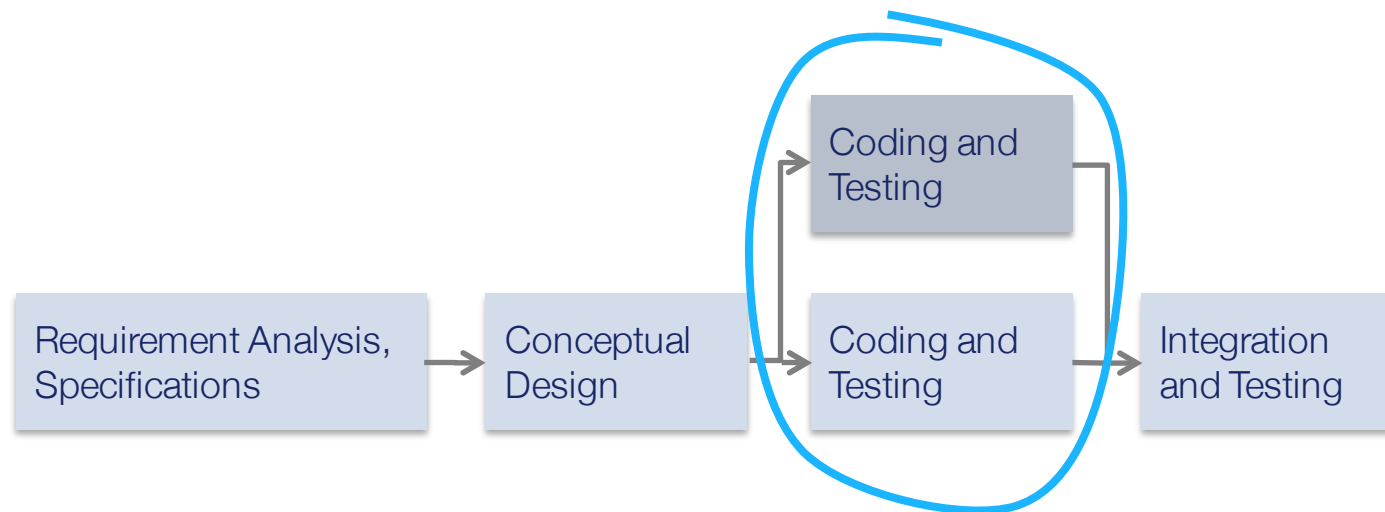 Coding and
Testing
Requirement Analysis,
Specifications
Conceptual
Design
Coding and
Testing
Integration
and Testing